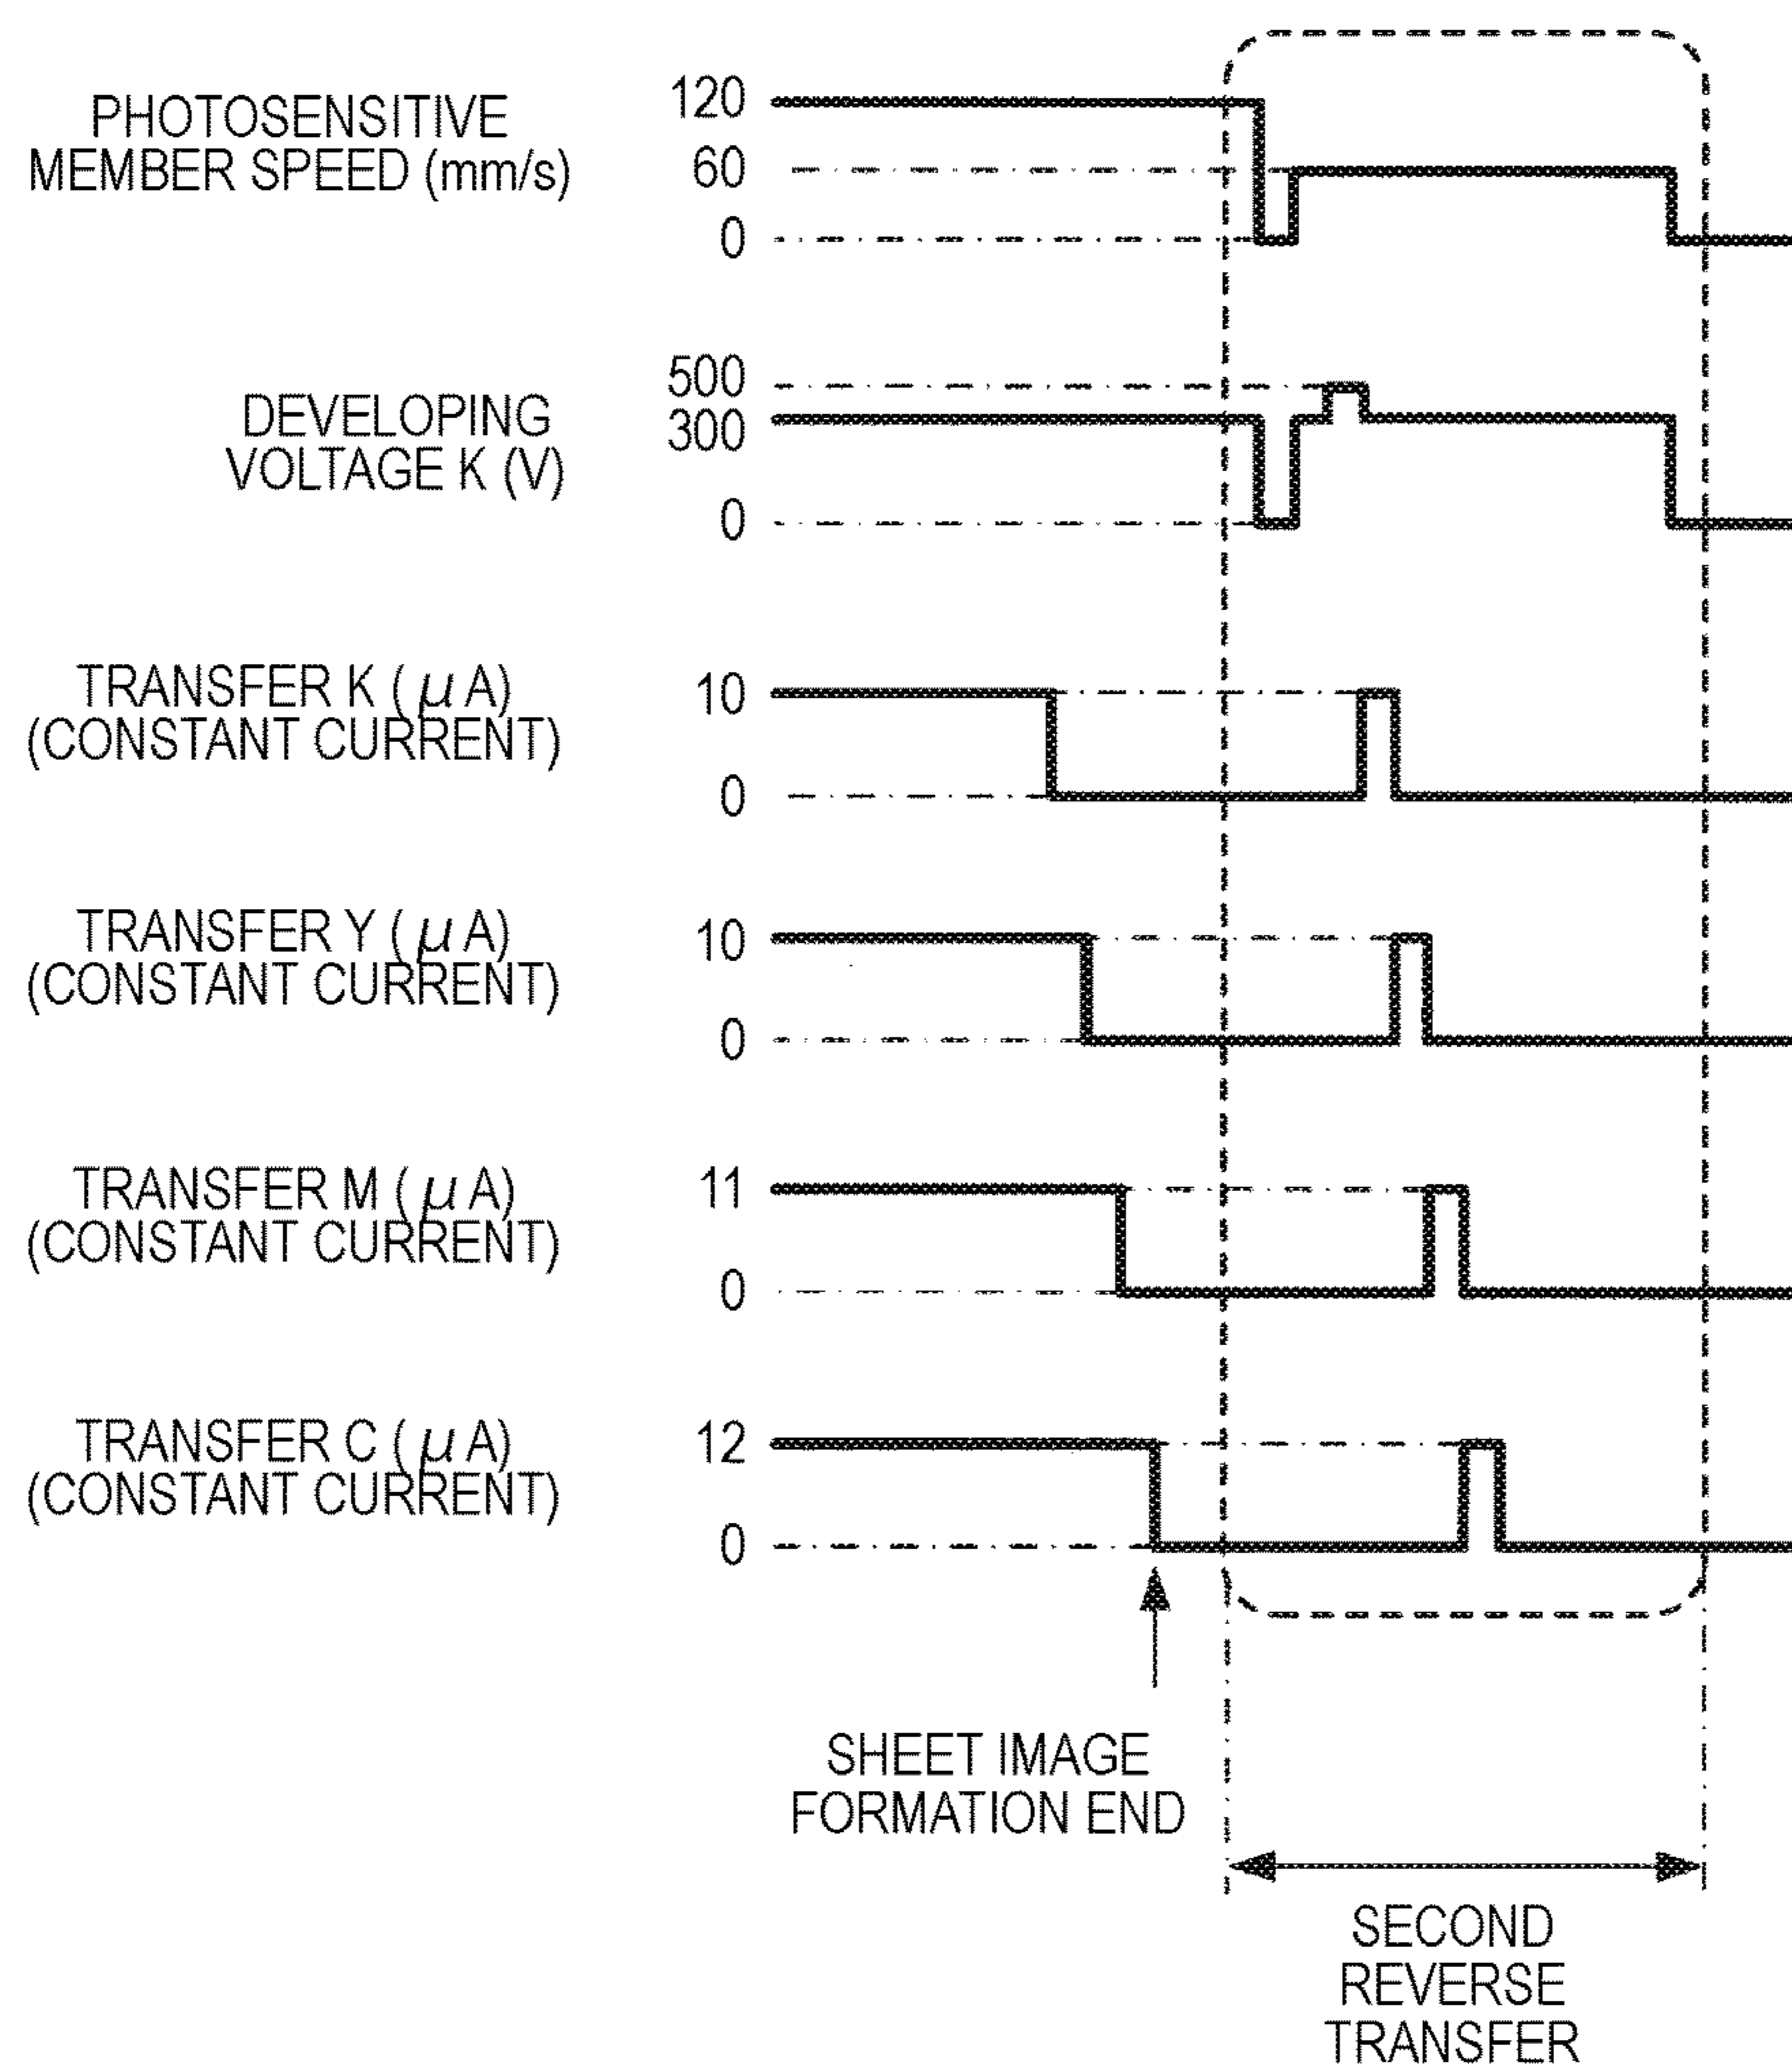 PHOTOSENSITIVE
MEMBER SPEED (mm/s)
120
60
0
DEVELOPING
VOLTAGE K (V)
500
300
0
TRANSFER K (μA)
(CONSTANT CURRENT)
10
0
TRANSFER Y (μA)
(CONSTANT CURRENT)
10
0
TRANSFER M (μA)
(CONSTANT CURRENT)
11
0
TRANSFER C (μA)
(CONSTANT CURRENT)
12
0
SHEET IMAGE
FORMATION END
SECOND
REVERSE
TRANSFER